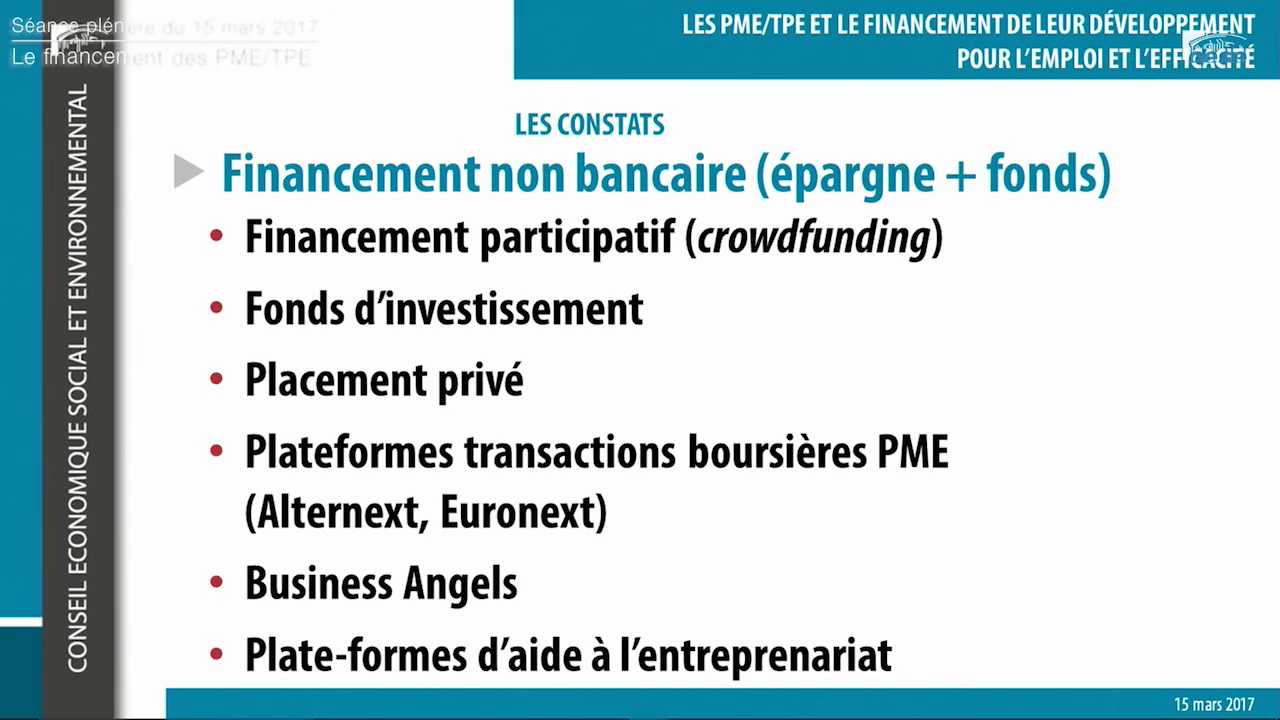 Séance plénière du 15 mars 2017
Le financement des PME/TPE
LES PME/TPE ET LE FINANCEMENT DE LEUR DÉVELOPPEMENT
POUR L'EMPLOI ET L'EFFICACITÉ
CONSEIL ECONOMIQUE SOCIAL ET ENVIRONNEMENTAL
LES CONSTATS
Financement non bancaire (épargne + fonds)
• Financement participatif (crowdfunding)
• Fonds d'investissement
• Placement privé
• Plateformes transactions boursières PME
(Alternext, Euronext)
• Business Angels
• Plate-formes d'aide à l'entreprenariat
15 mars 2017